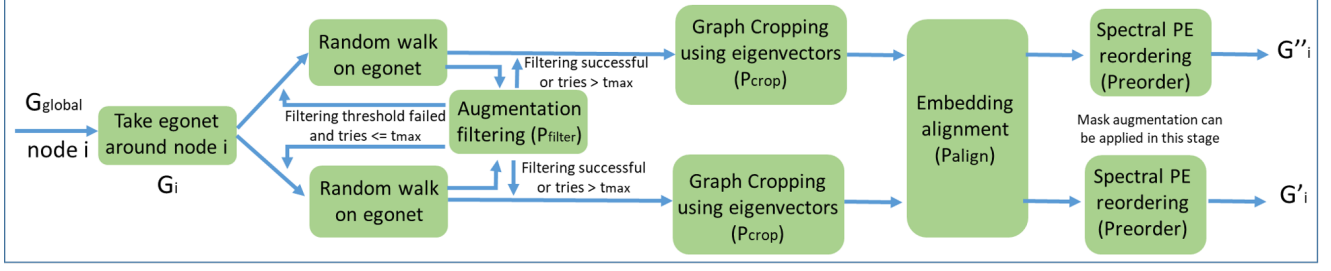 Gglobal
node i
Take egonet
around node i
Gi
Random walk
on egonet
Filtering threshold failed
and tries <= tmax
Random walk
on egonet
Filtering successful
or tries > tmax
Augmentation
filtering (Pfilter)
Filtering successful
or tries > tmax
Graph Cropping
using eigenvectors
(Pcrop)
Graph Cropping
using eigenvectors
(Pcrop)
Embedding
alignment
(Palign)
Spectral PE
reordering
(Preorder)
Mask augmentation can
be applied in this stage
Spectral PE
reordering
(Preorder)
G''i
G'i